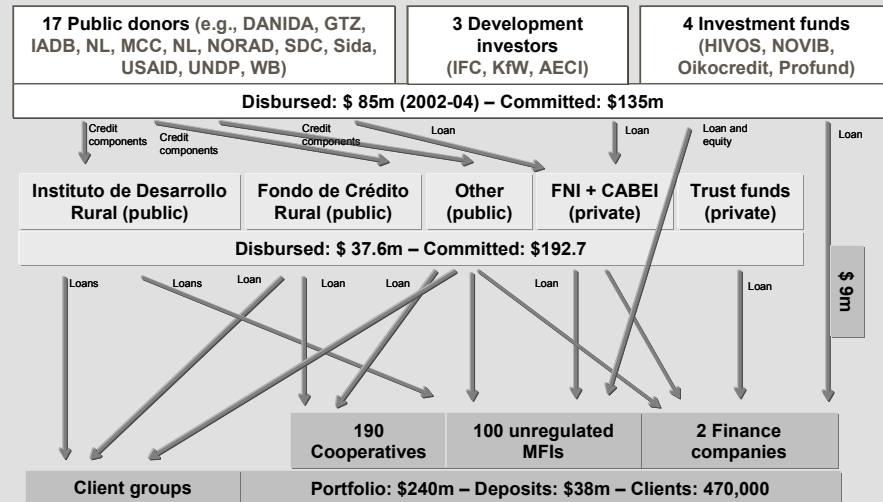 17 Public donors (e.g., DANIDA, GTZ,
IADB, NL, MCC, NL, NORAD, SDC, Sida,
USAID, UNDP, WB)
3 Development
investors
(IFC, KfW, AECI)
4 Investment funds
(HIVOS, NOVIB,
Oikocredit, Profund)
Disbursed: $ 85m (2002-04) – Committed: $135m
Credit
components
Credit
components
Credit
components
Loan
Loan
Loan and
equity
Loan
Instituto de Desarrollo
Rural (public)
Fondo de Crédito
Rural (public)
Other
(public)
FNI + CABEI
(private)
Trust funds
(private)
Disbursed: $ 37.6m – Committed: $192.7
$ 9m
Loans
Loans
Loan
Loan
Loan
Loan
Loan
190
Cooperatives
100 unregulated
MFIs
2 Finance
companies
Client groups
Portfolio: $240m – Deposits: $38m – Clients: 470,000